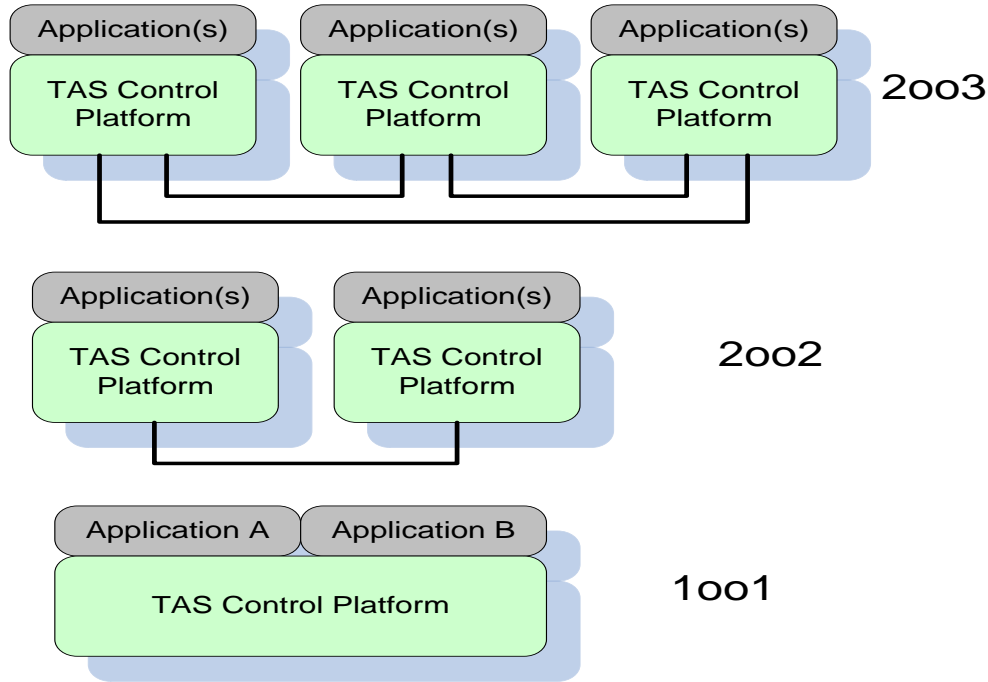 Application(s)
Application(s)
Application(s)
TAS Control
Platform
TAS Control
Platform
TAS Control
Platform
2oo3
Application(s)
Application(s)
TAS Control
Platform
TAS Control
Platform
2oo2
Application A
Application B
TAS Control Platform
1oo1